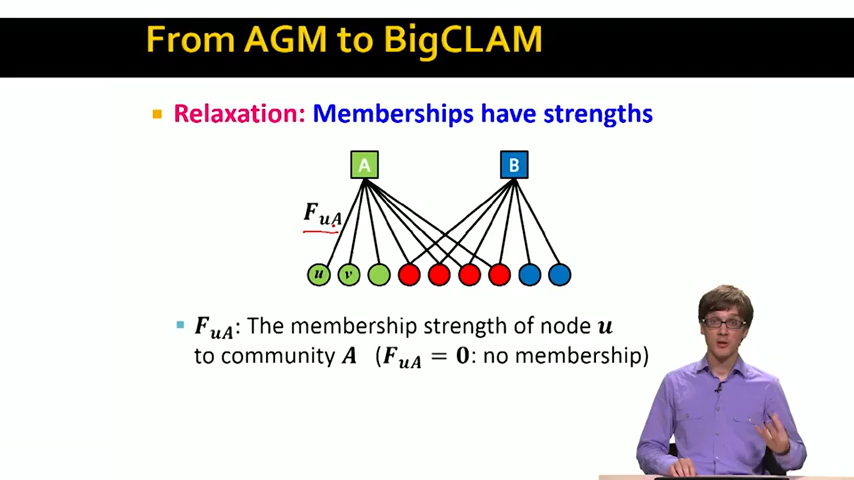 From AGM to BigCLAM
Relaxation: Memberships have strengths
A B
F_uA
u v
F_uA: The membership strength of node u
to community A (F_uA = 0: no membership)